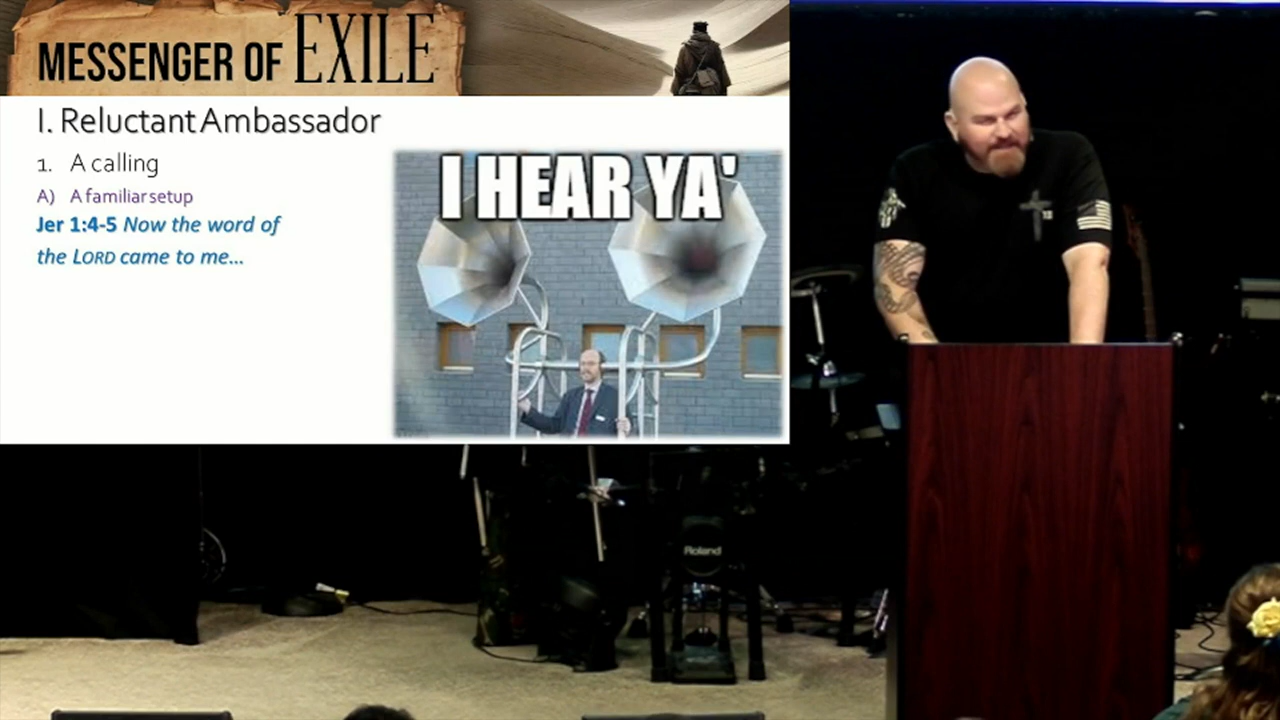 MESSENGER OF EXILE
I. Reluctant Ambassador
1. A calling
A) A familiar setup
Jer 1:4-5 Now the word of
the LORD came to me...
I HEAR YA'
Roland